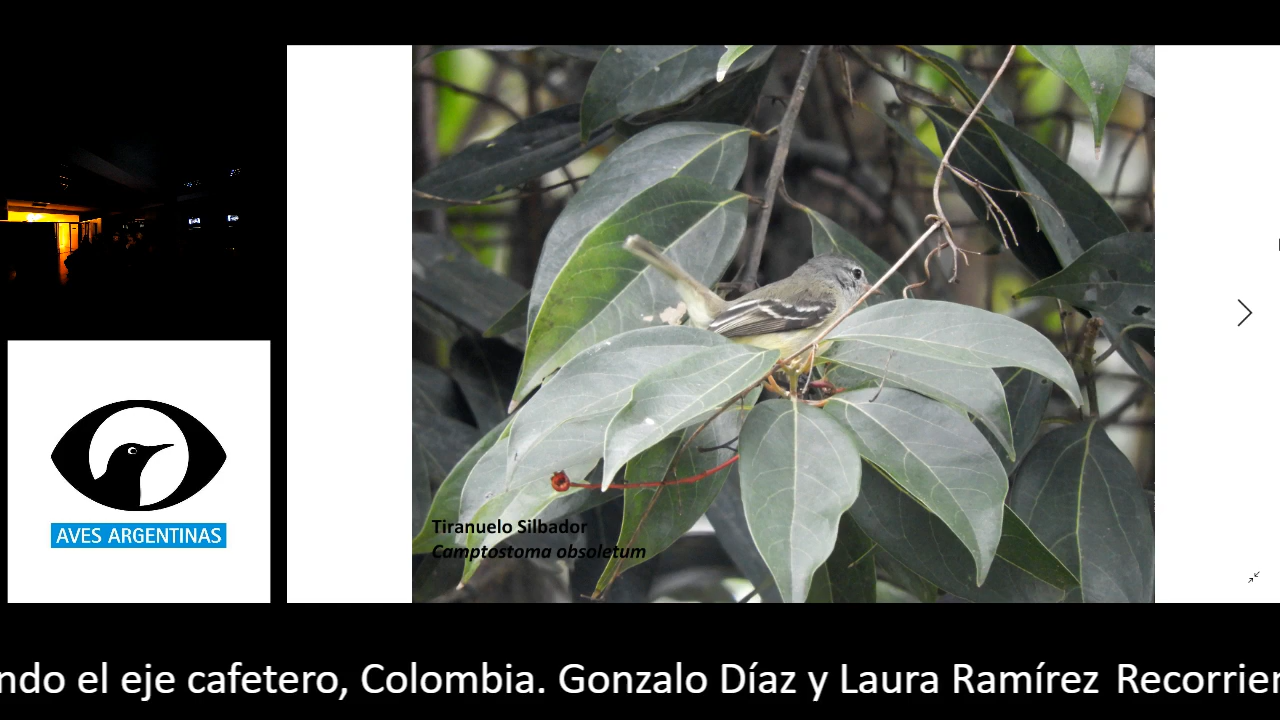 Tiranuelo Silbador
Camptostoma obsoletum
AVES ARGENTINAS
ndo el eje cafetero, Colombia. Gonzalo Díaz y Laura Ramírez Recorrier